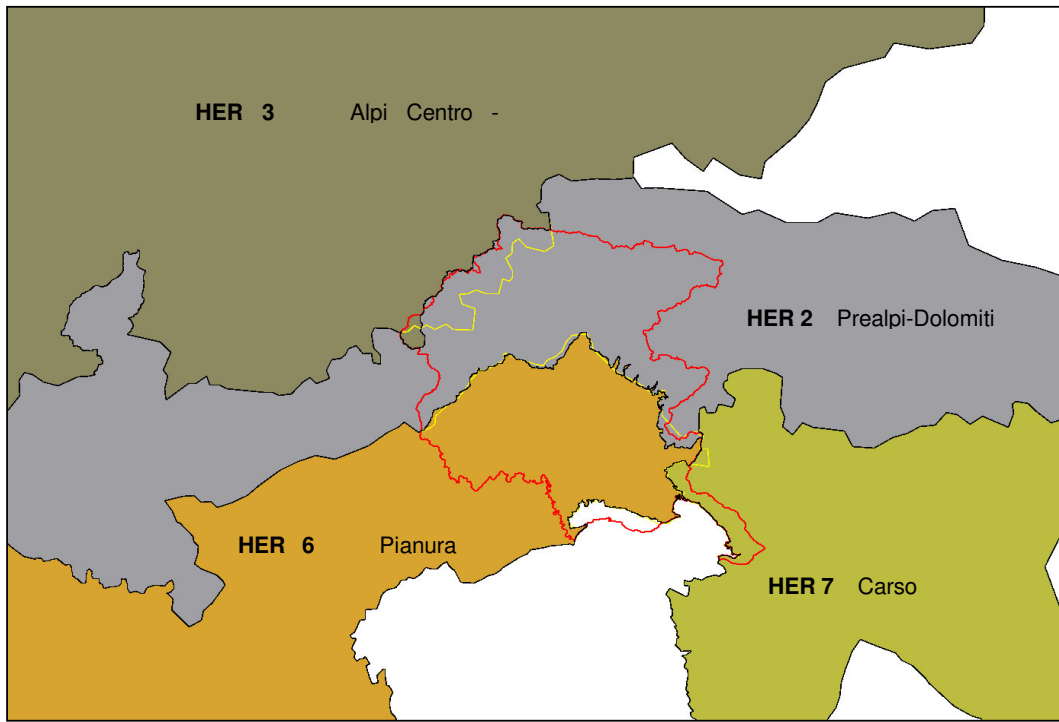 HER 3 Alpi Centro -
HER 2 Prealpi-Dolomiti
HER 6 Pianura
HER 7 Carso